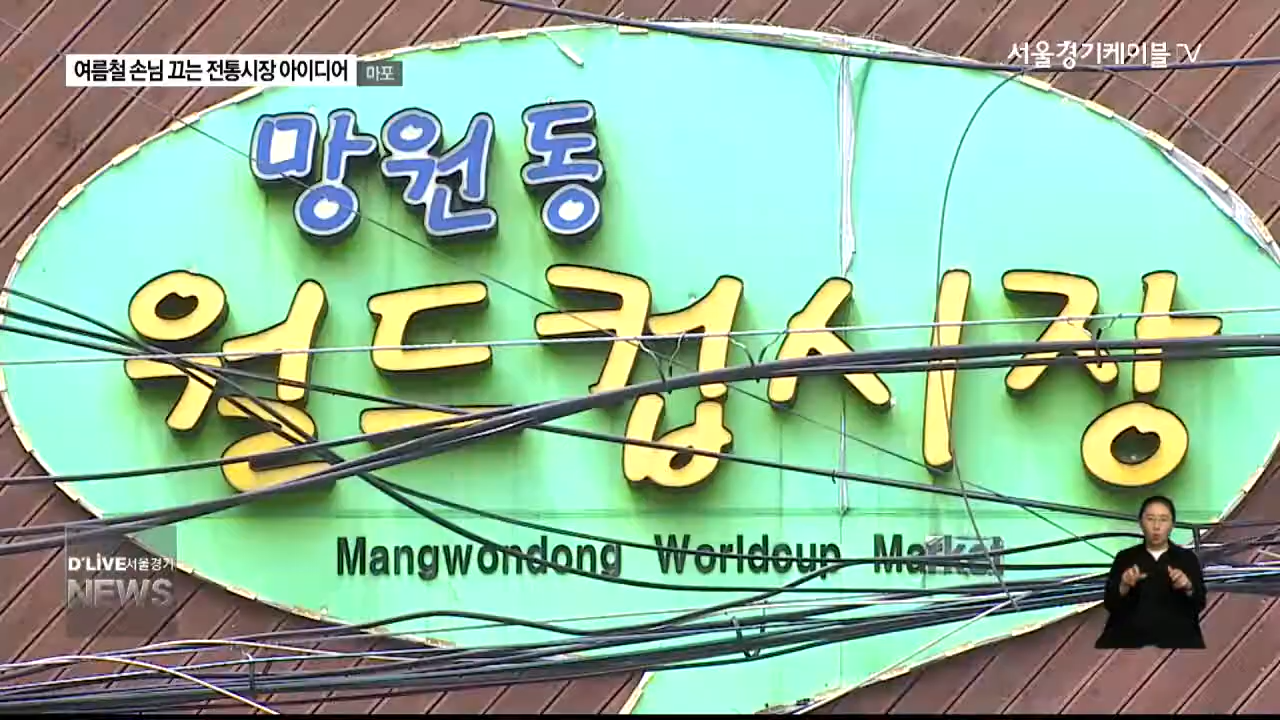 여름철 손님 끄는 전통시장 아이디어 마포
서울경기케이블TV
망원동
월드컵시장
Mangwondong Worldcup Market
D'LIVE서울경기
NEWS